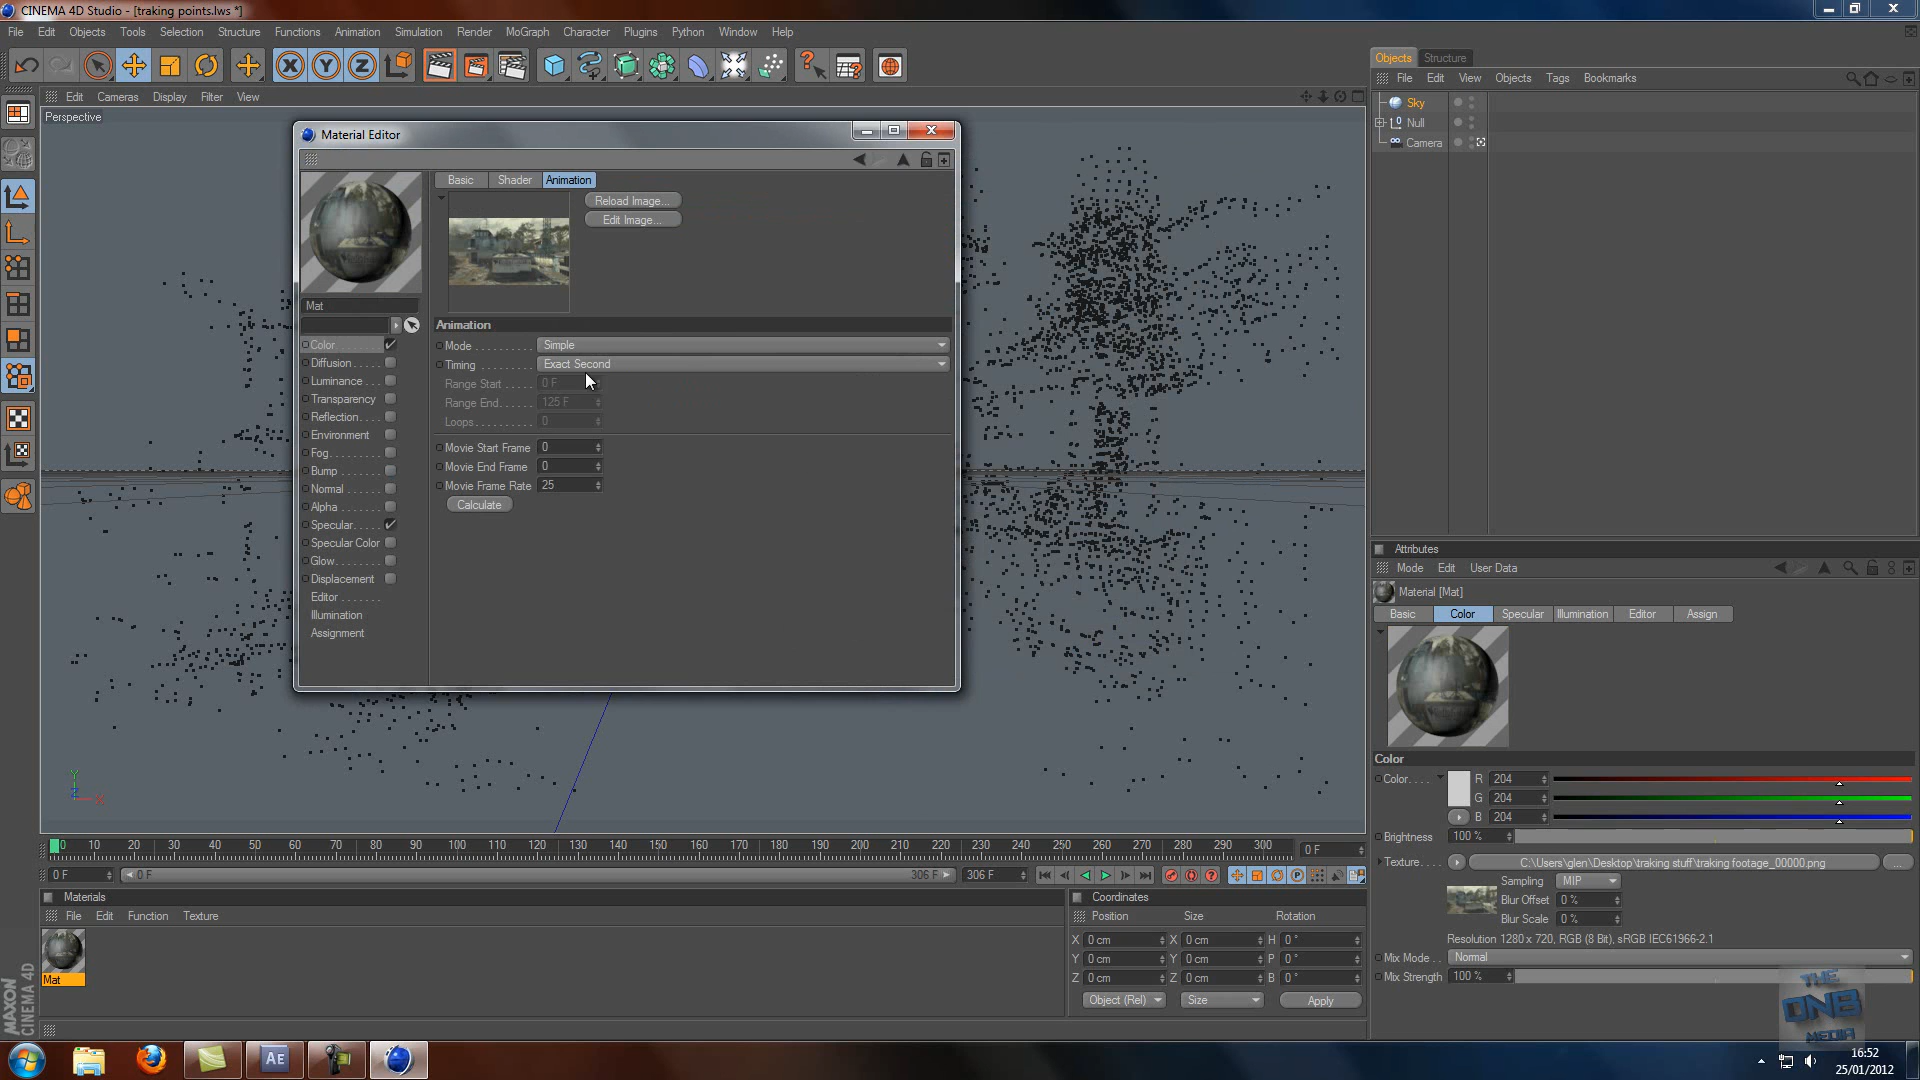 CINEMA 4D Studio - [traking points.lws *]
File Edit Objects Tools Selection Structure Functions Animation Simulation Render MoGraph Character Plugins Python Window Help
Objects Structure
File Edit View Objects Tags Bookmarks
Edit Cameras Display Filter View
Perspective
Sky
Null
Camera
Material Editor
Basic Shader Animation
Reload Image...
Edit Image...
Mat
Animation
Color
Diffusion
Luminance
Transparency
Reflection
Environment
Fog
Bump
Normal
Alpha
Specular
Specular Color
Glow
Displacement
Editor
Illumination
Assignment
Mode Simple
Timing Exact Second
Range Start 0 F
Range End 125 F
Loops 0
Movie Start Frame 0
Movie End Frame 0
Movie Frame Rate 25
Calculate
Attributes
Mode Edit User Data
Material [Mat]
Basic Color Specular Illumination Editor Assign
Color
Color R 204
G 204
B 204
Brightness 100 %
Texture C:\Users\glen\Desktop\traking stuff\traking footage_00000.png ...
Sampling MIP
Blur Offset 0 %
Blur Scale 0 %
Resolution 1280 x 720, RGB (8 Bit), sRGB IEC61966-2.1
Mix Mode Normal
Mix Strength 100 %
Y
Z X
0 10 20 30 40 50 60 70 80 90 100 110 120 130 140 150 160 170 180 190 200 210 220 230 240 250 260 270 280 290 300 0 F
0 F 0 F 306 F 306 F
Materials
File Edit Function Texture
Mat
Coordinates
Position Size Rotation
X 0 cm X 0 cm H 0 °
Y 0 cm Y 0 cm P 0 °
Z 0 cm Z 0 cm B 0 °
Object (Rel) Size Apply
MAXON
CINEMA 4D
THE
DNB
MEDIA
AE
16:52
25/01/2012